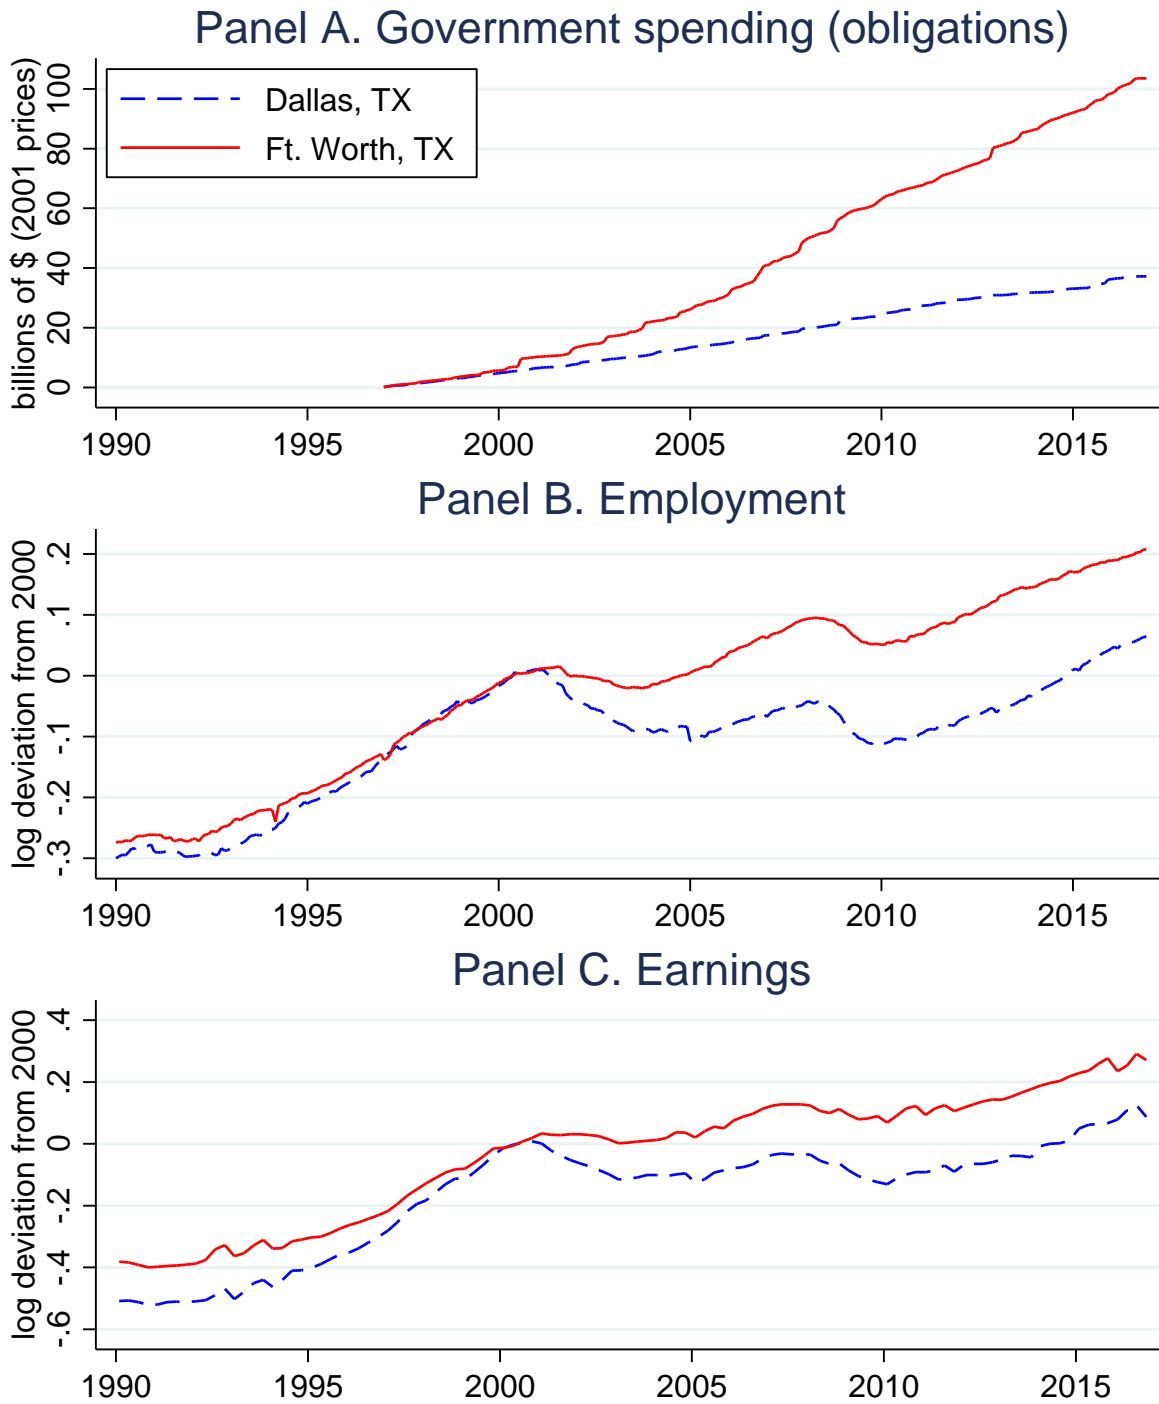 Panel A. Government spending (obligations)
billions of $ (2001 prices)
100
80
60
40
20
0
Dallas, TX
Ft. Worth, TX
1990 1995 2000 2005 2010 2015
Panel B. Employment
log deviation from 2000
.2
.1
0
-.1
-.2
-.3
1990 1995 2000 2005 2010 2015
Panel C. Earnings
log deviation from 2000
.4
.2
0
-.2
-.4
-.6
1990 1995 2000 2005 2010 2015